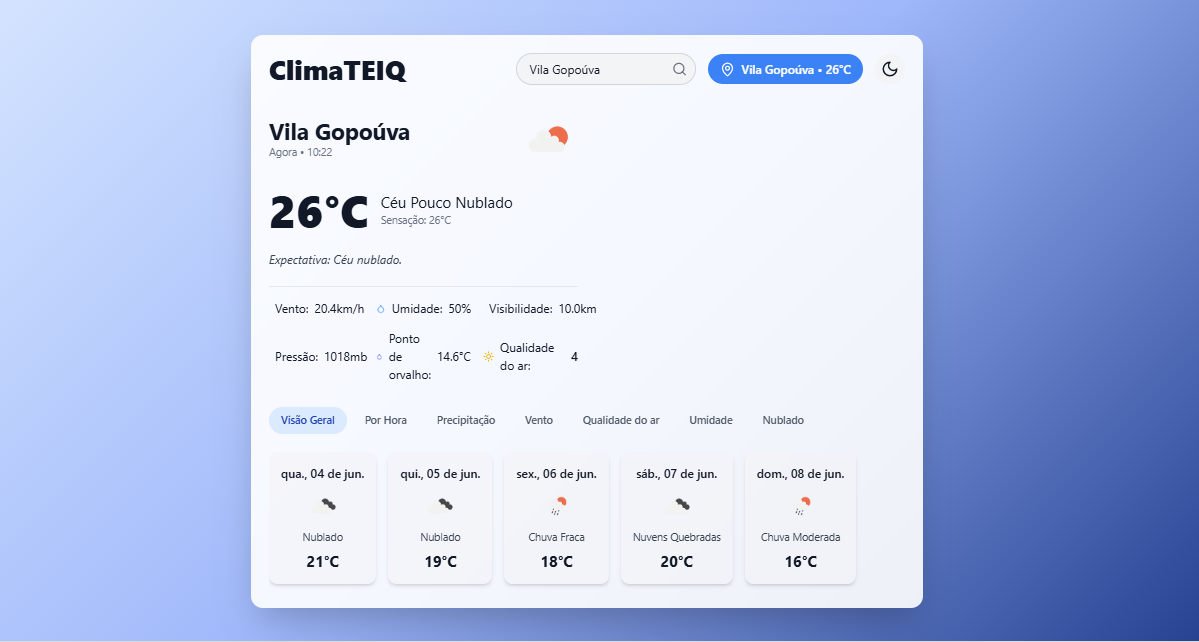 ClimaTEIQ
Vila Gopoúva
Vila Gopoúva • 26°C
Vila Gopoúva
Agora • 10:22
26°C
Céu Pouco Nublado
Sensação: 26°C
Expectativa: Céu nublado.
Vento: 20.4km/h
Umidade: 50%
Visibilidade: 10.0km
Pressão: 1018mb
Ponto
de
orvalho:
14.6°C
Qualidade
do ar:
4
Visão Geral
Por Hora
Precipitação
Vento
Qualidade do ar
Umidade
Nublado
qua., 04 de jun.
Nublado
21°C
qui., 05 de jun.
Nublado
19°C
sex., 06 de jun.
Chuva Fraca
18°C
sáb., 07 de jun.
Nuvens Quebradas
20°C
dom., 08 de jun.
Chuva Moderada
16°C